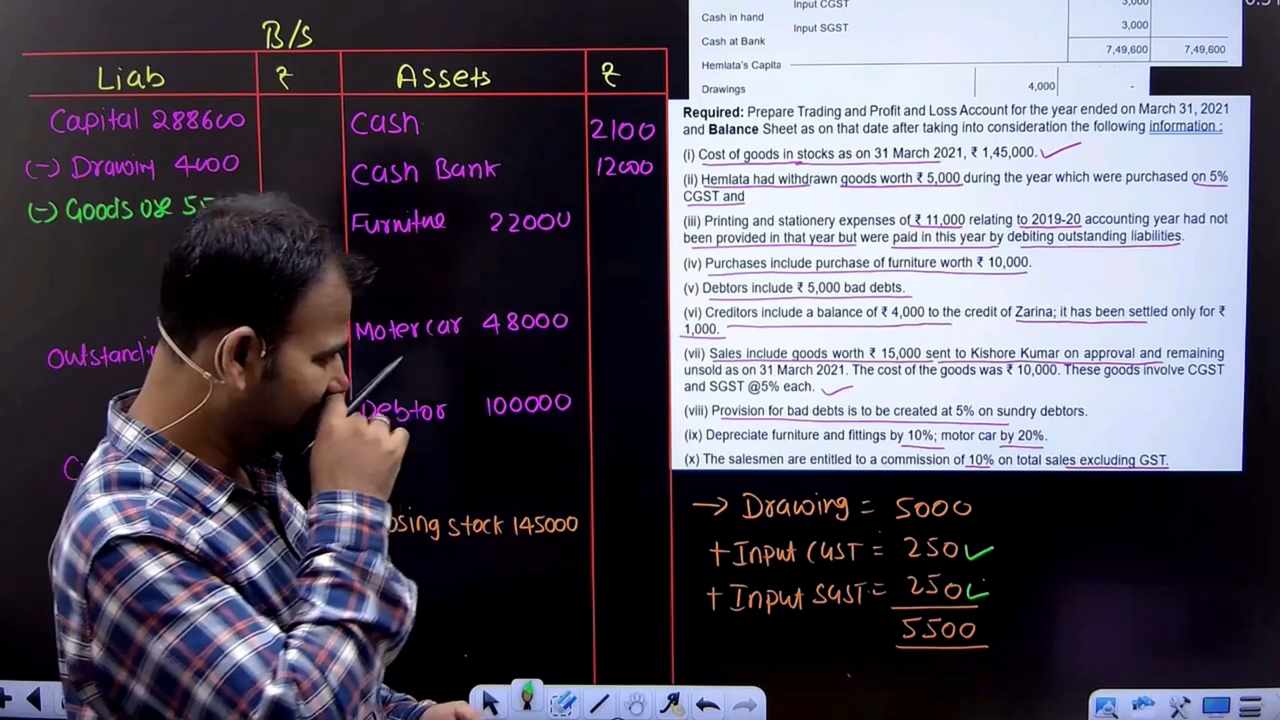 B/S
Liab ₹ Assets ₹
Capital 288600 Cash 2100
(-) Drawing 4000 Cash Bank 12000
(-) Goods use
Furniture 22000
Motercar 48000
Debtor 100000
stock 145000
Input CGST 3,000
Cash in hand
Input SGST 3,000
Cash at Bank
7,49,600 7,49,600
Hemlata's Capita
Drawings 4,000 -
Required: Prepare Trading and Profit and Loss Account for the year ended on March 31, 2021
and Balance Sheet as on that date after taking into consideration the following information :
(i) Cost of goods in stocks as on 31 March 2021, ₹ 1,45,000.
(ii) Hemlata had withdrawn goods worth ₹ 5,000 during the year which were purchased on 5%
CGST and
(iii) Printing and stationery expenses of ₹ 11,000 relating to 2019-20 accounting year had not
been provided in that year but were paid in this year by debiting outstanding liabilities.
(iv) Purchases include purchase of furniture worth ₹ 10,000.
(v) Debtors include ₹ 5,000 bad debts.
(vi) Creditors include a balance of ₹ 4,000 to the credit of Zarina; it has been settled only for ₹
1,000.
(vii) Sales include goods worth ₹ 15,000 sent to Kishore Kumar on approval and remaining
unsold as on 31 March 2021. The cost of the goods was ₹ 10,000. These goods involve CGST
and SGST @5% each.
(viii) Provision for bad debts is to be created at 5% on sundry debtors.
(ix) Depreciate furniture and fittings by 10%; motor car by 20%.
(x) The salesmen are entitled to a commission of 10% on total sales excluding GST.
→ Drawing = 5000
+ Input CGST = 250
+ Input SGST = 250
5500